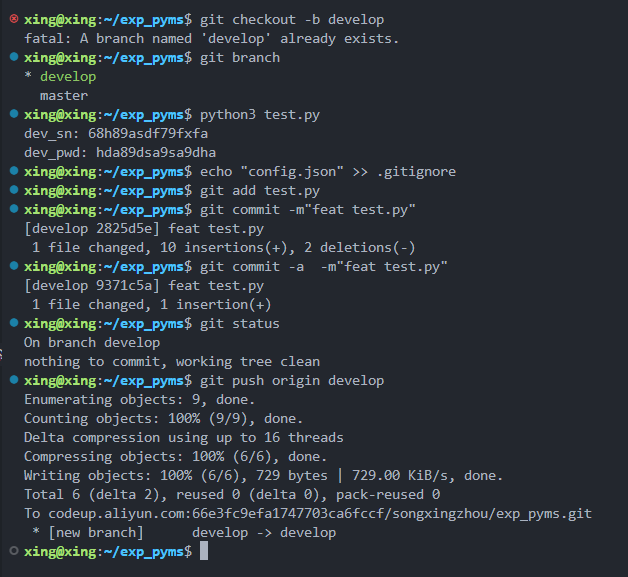 xing@xing:~/exp_pyms$ git checkout -b develop
fatal: A branch named 'develop' already exists.
xing@xing:~/exp_pyms$ git branch
* develop
  master
xing@xing:~/exp_pyms$ python3 test.py
dev_sn: 68h89asdf79fxfa
dev_pwd: hda89dsa9sa9dha
xing@xing:~/exp_pyms$ echo "config.json" >> .gitignore
xing@xing:~/exp_pyms$ git add test.py
xing@xing:~/exp_pyms$ git commit -m"feat test.py"
[develop 2825d5e] feat test.py
 1 file changed, 10 insertions(+), 2 deletions(-)
xing@xing:~/exp_pyms$ git commit -a  -m"feat test.py"
[develop 9371c5a] feat test.py
 1 file changed, 1 insertion(+)
xing@xing:~/exp_pyms$ git status
On branch develop
nothing to commit, working tree clean
xing@xing:~/exp_pyms$ git push origin develop
Enumerating objects: 9, done.
Counting objects: 100% (9/9), done.
Delta compression using up to 16 threads
Compressing objects: 100% (6/6), done.
Writing objects: 100% (6/6), 729 bytes | 729.00 KiB/s, done.
Total 6 (delta 2), reused 0 (delta 0), pack-reused 0
To codeup.aliyun.com:66e3fc9efa1747703ca6fccf/songxingzhou/exp_pyms.git
 * [new branch]      develop -> develop
xing@xing:~/exp_pyms$